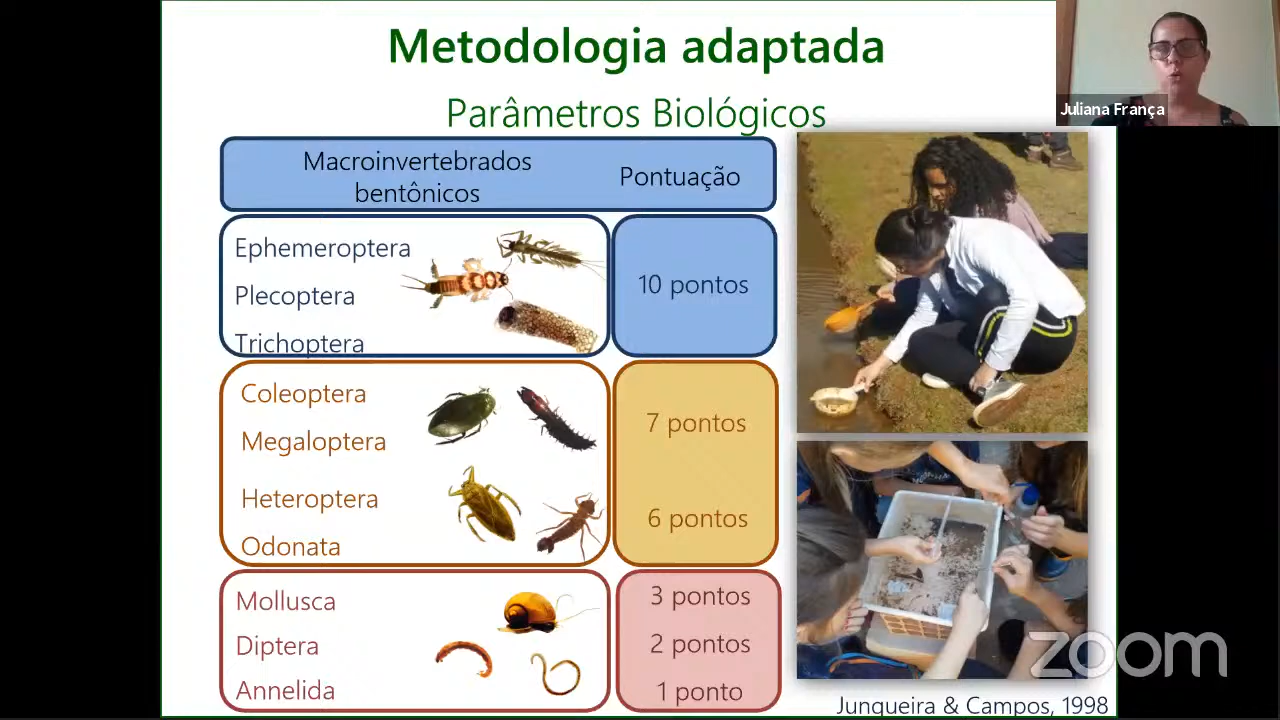 Metodologia adaptada
Parâmetros Biológicos
Juliana França
Macroinvertebrados
bentônicos
Pontuação
Ephemeroptera
Plecoptera
Trichoptera
10 pontos
Coleoptera
Megaloptera
7 pontos
Heteroptera
Odonata
6 pontos
Mollusca
3 pontos
Diptera
2 pontos
Annelida
1 ponto
zoom
Junqueira & Campos, 1998